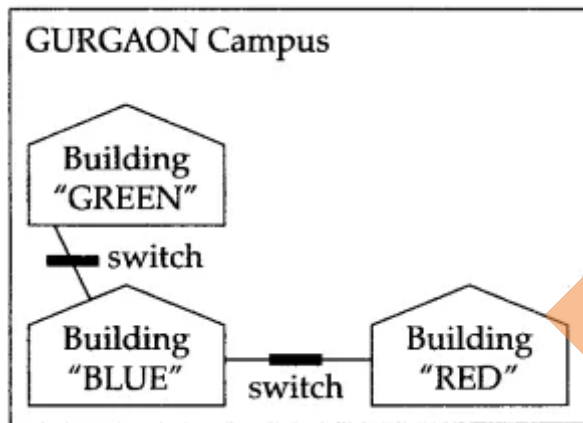 GURGAON Campus
Building
“GREEN”
switch
Building
“BLUE”
switch
Building
“RED”